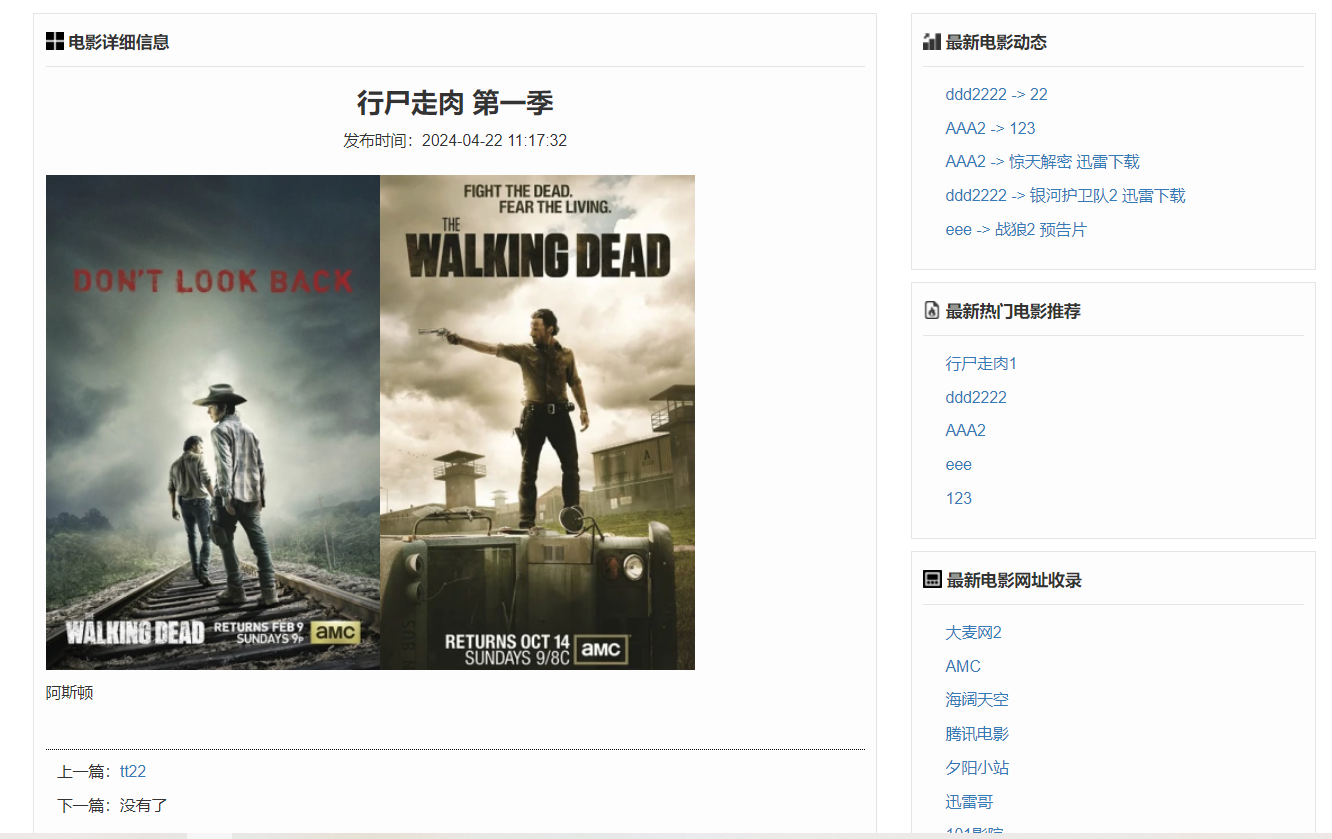 电影详细信息
行尸走肉 第一季
发布时间：2024-04-22 11:17:32
DON'T LOOK BACK
THE
WALKING DEAD
RETURNS FEB 9
SUNDAYS 9P
amc
FIGHT THE DEAD.
FEAR THE LIVING.
THE
WALKING DEAD
A
RETURNS OCT 14
SUNDAYS 9/8C
amc
阿斯顿
上一篇：tt22
下一篇：没有了
最新电影动态
ddd2222 -> 22
AAA2 -> 123
AAA2 -> 惊天解密 迅雷下载
ddd2222 -> 银河护卫队2 迅雷下载
eee -> 战狼2 预告片
最新热门电影推荐
行尸走肉1
ddd2222
AAA2
eee
123
最新电影网址收录
大麦网2
AMC
海阔天空
腾讯电影
夕阳小站
迅雷哥
101影院